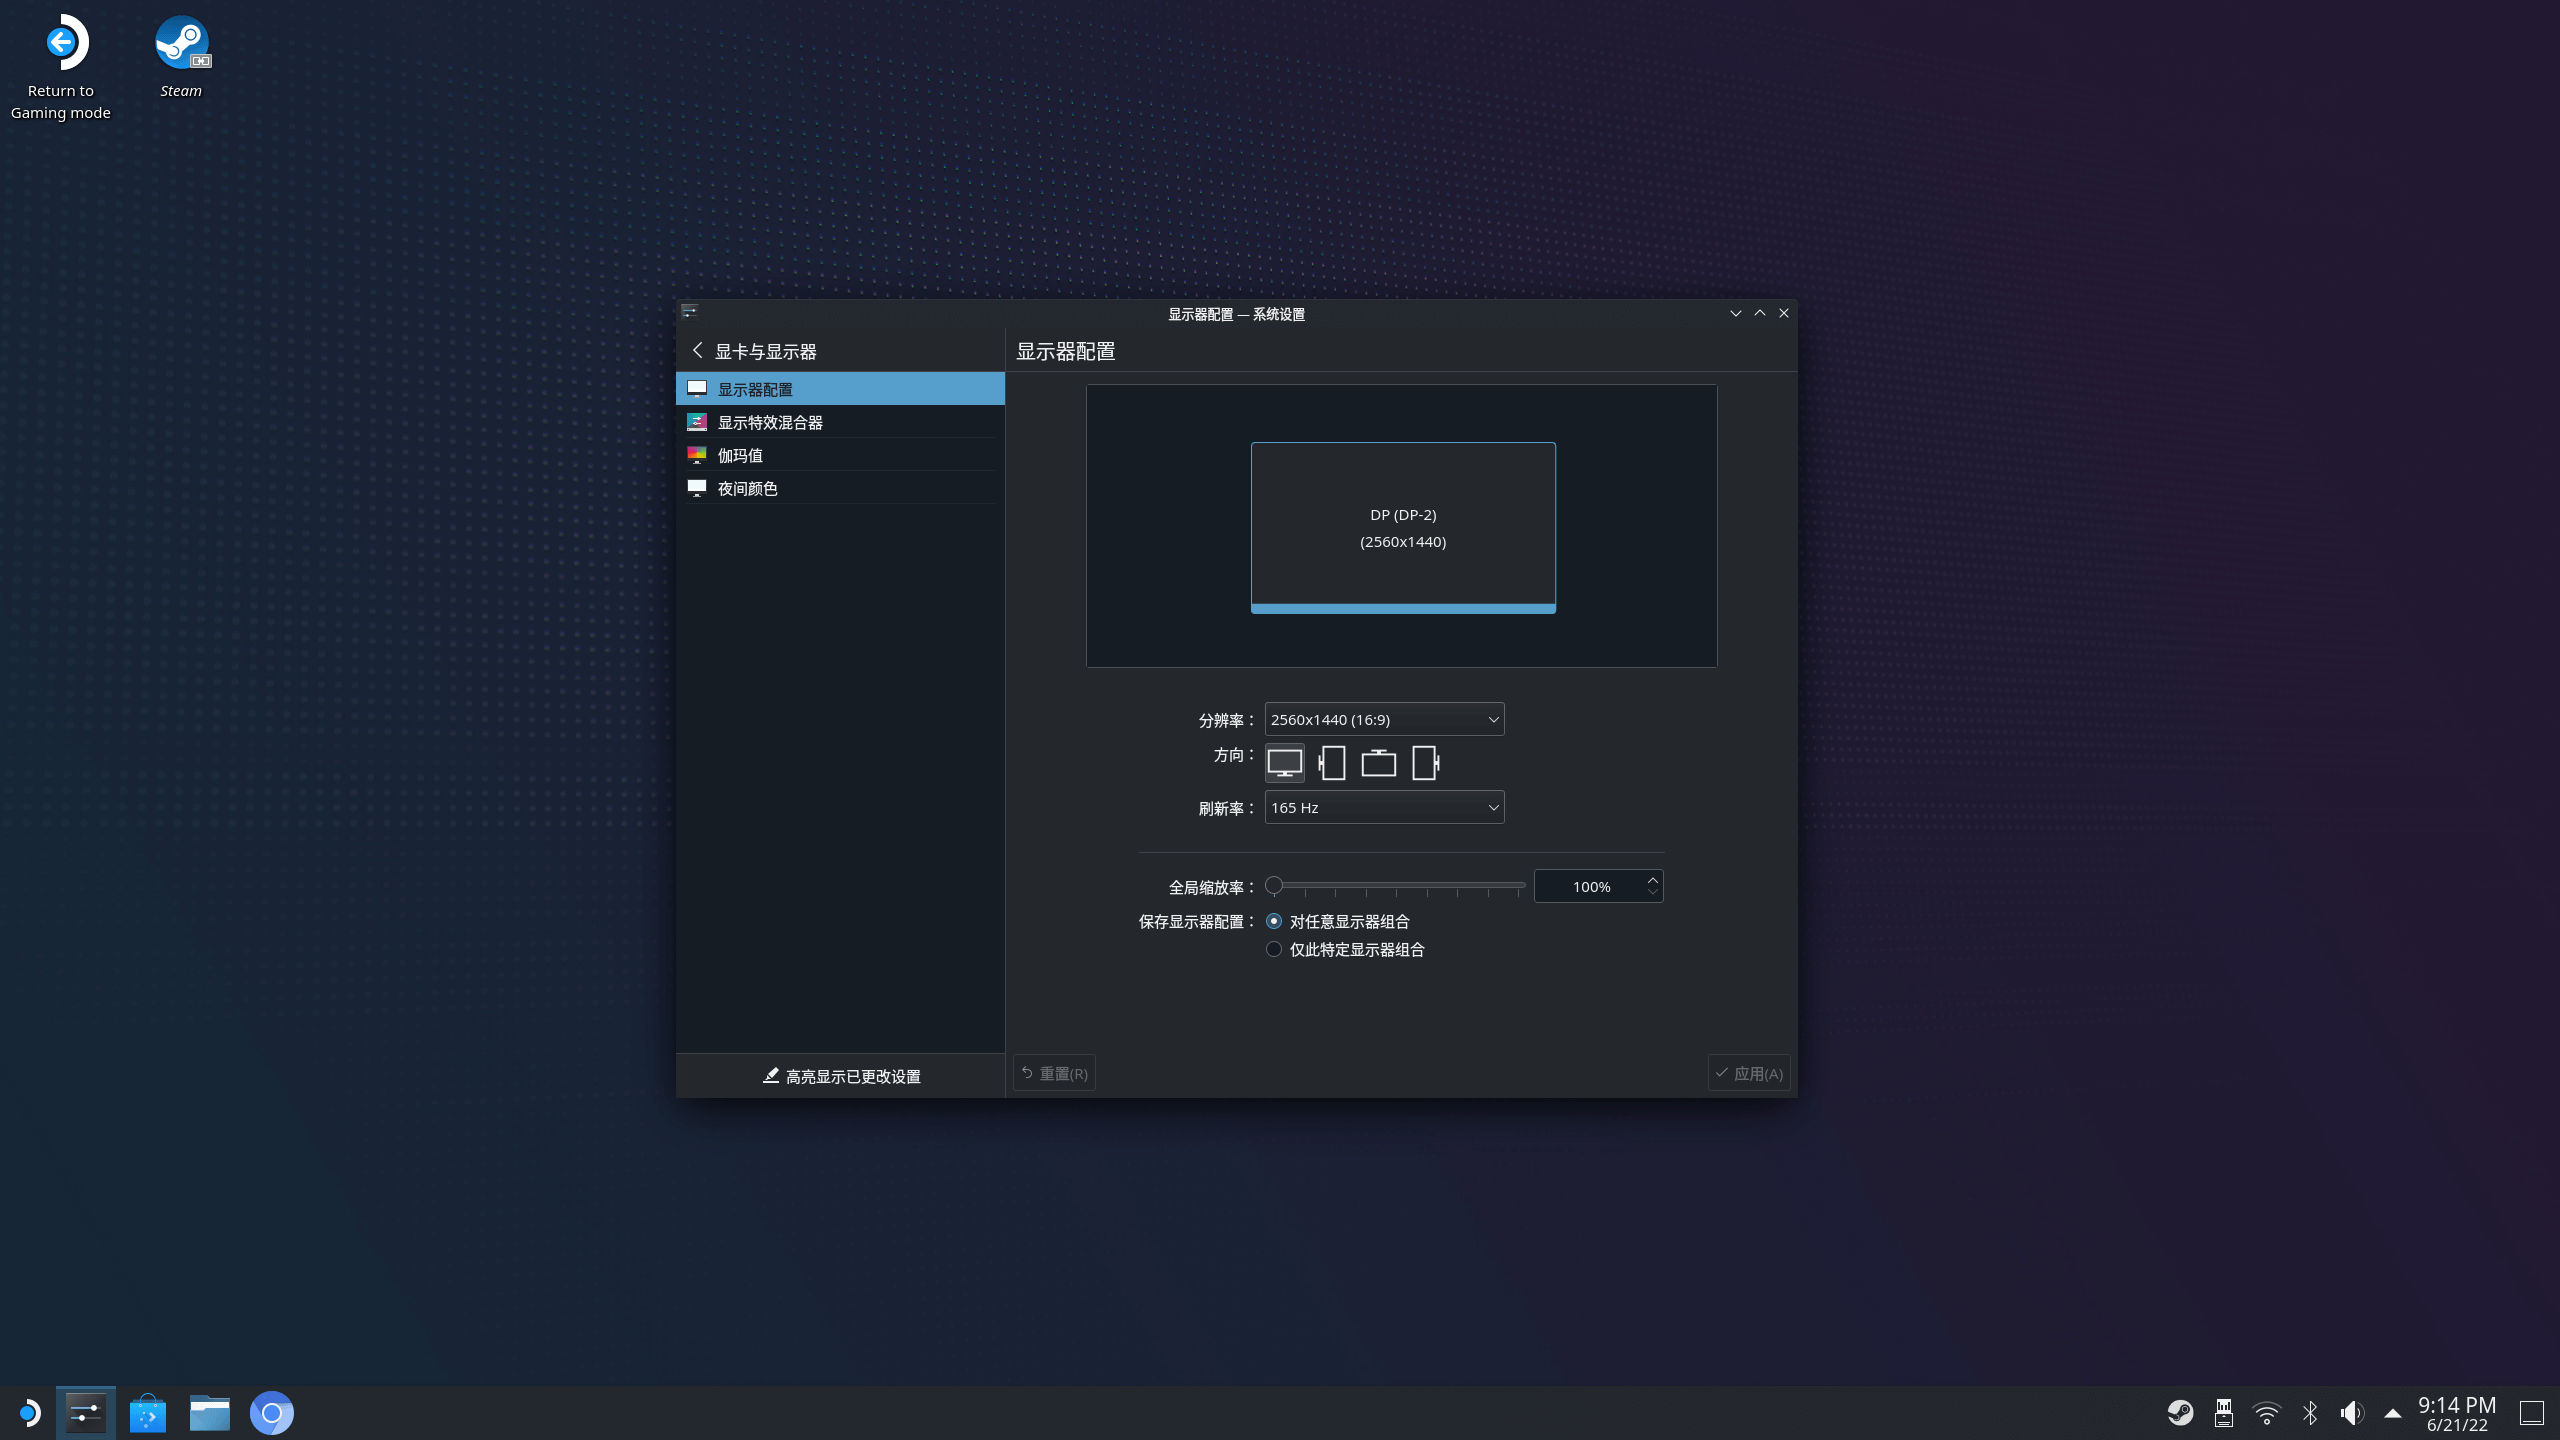 Return to
Gaming mode
Steam
显示器配置 — 系统设置
显卡与显示器
显示器配置
显示器配置
显示特效混合器
伽玛值
夜间颜色
DP (DP-2)
(2560x1440)
分辨率：
2560x1440 (16:9)
方向：
刷新率：
165 Hz
全局缩放率：
100%
保存显示器配置：
对任意显示器组合
仅此特定显示器组合
高亮显示已更改设置
重置(R)
应用(A)
9:14 PM
6/21/22